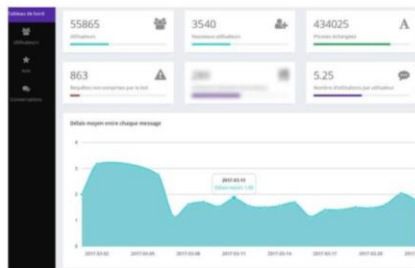 Tableau de bord
Utilisateurs
Avis
Conversations
55865
Utilisateurs
3540
Nouveaux utilisateurs
434025
Phrases échangées
863
Requêtes non comprises par le bot
5.25
Nombre d'utilisations par utilisateur
Délais moyen entre chaque message
4
3
2
1
0
2017-03-11
2017-03-02
2017-03-05
2017-03-08
2017-03-11
2017-03-14
2017-03-17
2017-03-20